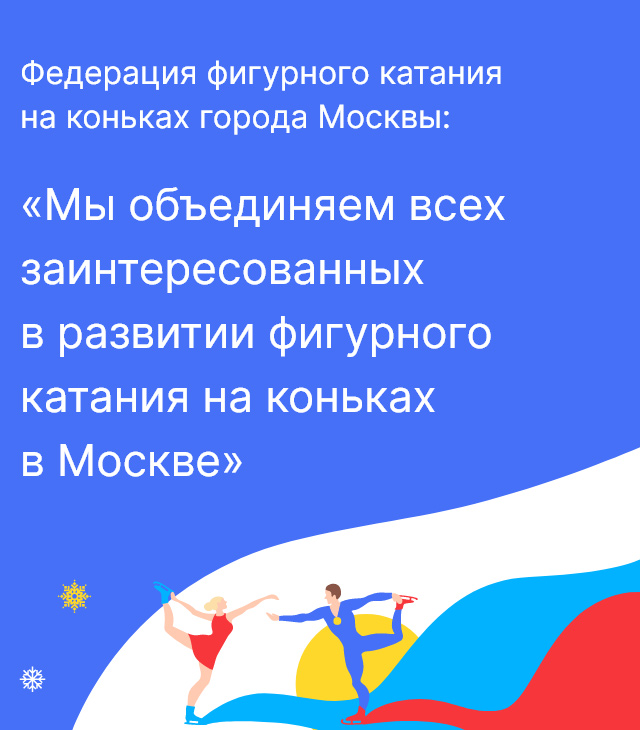 Федерация фигурного катания
на коньках города Москвы:
«Мы объединяем всех
заинтересованных
в развитии фигурного
катания на коньках
в Москве»